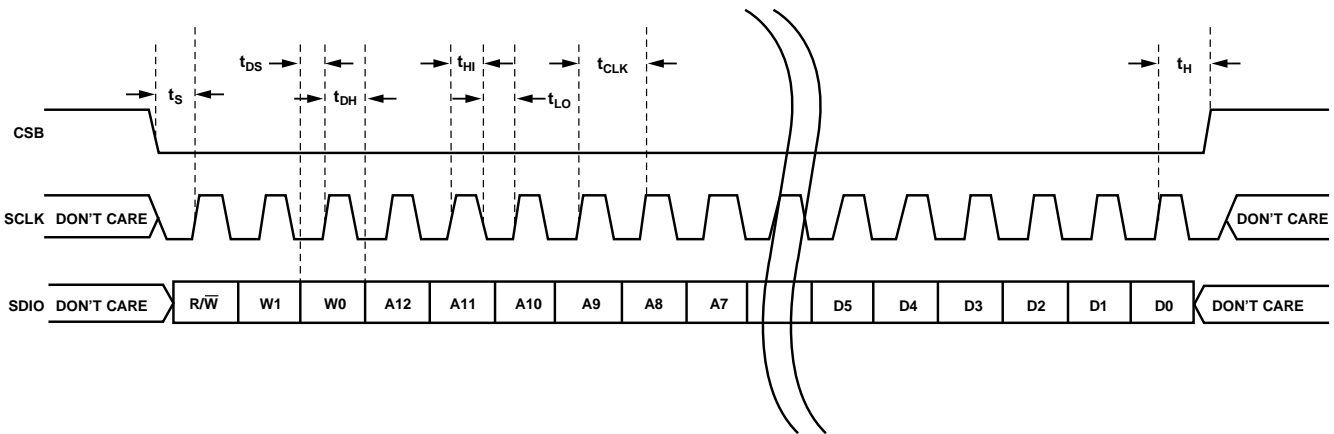 tDS
tHI
tCLK
tH
tS
tDH
tLO
CSB
SCLK DON'T CARE
DON'T CARE
SDIO DON'T CARE R/W̅ W1 W0 A12 A11 A10 A9 A8 A7 D5 D4 D3 D2 D1 D0 DON'T CARE